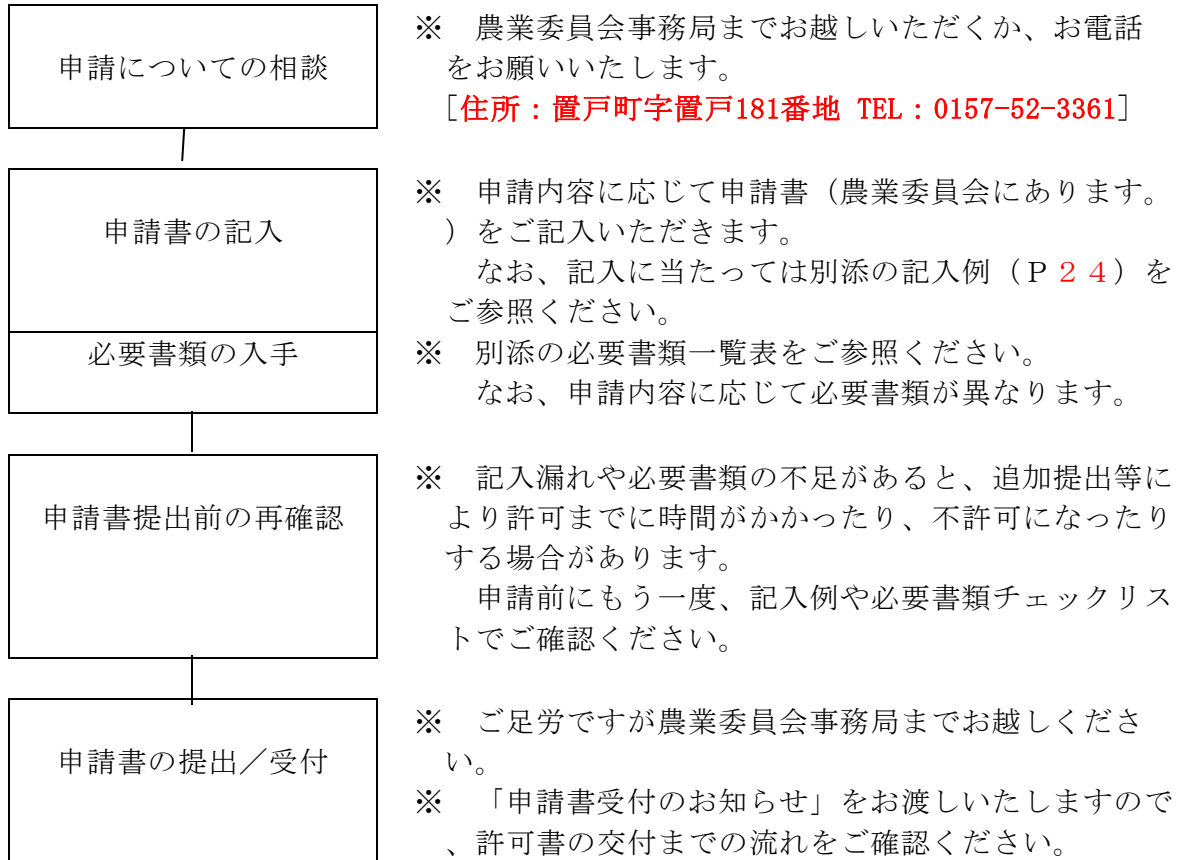 申請についての相談
※　農業委員会事務局までお越しいただくか、お電話
をお願いいたします。
［住所：置戸町字置戸181番地 TEL：0157-52-3361］
申請書の記入
※　申請内容に応じて申請書（農業委員会にあります。
）をご記入いただきます。
なお、記入に当たっては別添の記入例（Ｐ２４）を
ご参照ください。
必要書類の入手
※　別添の必要書類一覧表をご参照ください。
なお、申請内容に応じて必要書類が異なります。
申請書提出前の再確認
※　記入漏れや必要書類の不足があると、追加提出等に
より許可までに時間がかかったり、不許可になったり
する場合があります。
申請前にもう一度、記入例や必要書類チェックリス
トでご確認ください。
申請書の提出／受付
※　ご足労ですが農業委員会事務局までお越しくださ
い。
※　「申請書受付のお知らせ」をお渡しいたしますので
、許可書の交付までの流れをご確認ください。